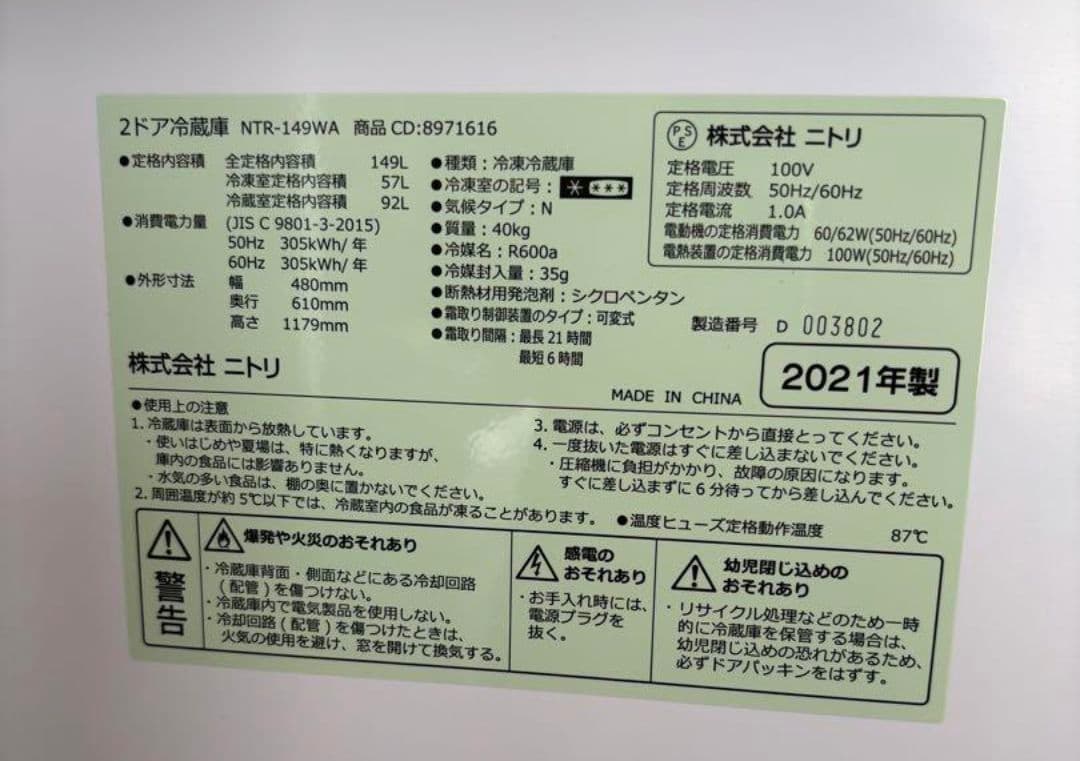 2ドア冷蔵庫 NTR-149WA 商品CD:8971616
●定格内容積 全定格内容積 149L
冷凍室定格内容積 57L
冷蔵室定格内容積 92L
●消費電力量 (JIS C 9801-3-2015)
50Hz 305kWh/年
60Hz 305kWh/年
●外形寸法 幅 480mm
奥行 610mm
高さ 1179mm
株式会社 ニトリ
●種類：冷凍冷蔵庫
●冷凍室の記号：* ***
●気候タイプ：N
●質量：40kg
●冷媒名：R600a
●冷媒封入量：35g
●断熱材用発泡剤：シクロペンタン
●霜取り制御装置のタイプ：可変式
●霜取り間隔：最長21時間
最短6時間
PSE 株式会社 ニトリ
定格電圧 100V
定格周波数 50Hz/60Hz
定格電流 1.0A
電動機の定格消費電力 60/62W(50Hz/60Hz)
電熱装置の定格消費電力 100W(50Hz/60Hz)
製造番号 D 003802
MADE IN CHINA
2021年製
●使用上の注意
1. 冷蔵庫は表面から放熱しています。
・使いはじめや夏場は、特に熱くなりますが、
庫内の食品には影響ありません。
・水気の多い食品は、棚の奥に置かないでください。
2. 周囲温度が約5℃以下では、冷蔵室内の食品が凍ることがあります。
3. 電源は、必ずコンセントから直接とってください。
4. 一度抜いた電源はすぐに差し込まないでください。
・圧縮機に負担がかかり、故障の原因になります。
すぐに差し込まずに6分待ってから差し込んでください。
●温度ヒューズ定格動作温度 87℃
警告
爆発や火災のおそれあり
・冷蔵庫背面・側面などにある冷却回路
(配管)を傷つけない。
・冷蔵庫内で電気製品を使用しない。
・冷却回路(配管)を傷つけたときは、
火気の使用を避け、窓を開けて換気する。
感電の
おそれあり
・お手入れ時には、
電源プラグを
抜く。
幼児閉じ込めの
おそれあり
・リサイクル処理などのため一時
的に冷蔵庫を保管する場合は、
幼児閉じ込めの恐れがあるため、
必ずドアパッキンをはずす。